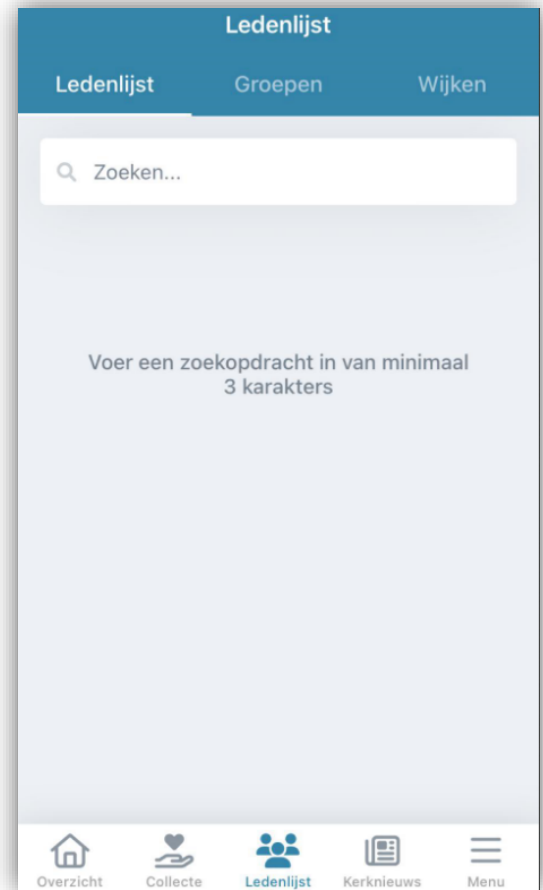 Ledenlijst
Ledenlijst Groepen Wijken
Zoeken...
Voer een zoekopdracht in van minimaal
3 karakters
Overzicht Collecte Ledenlijst Kerknieuws Menu